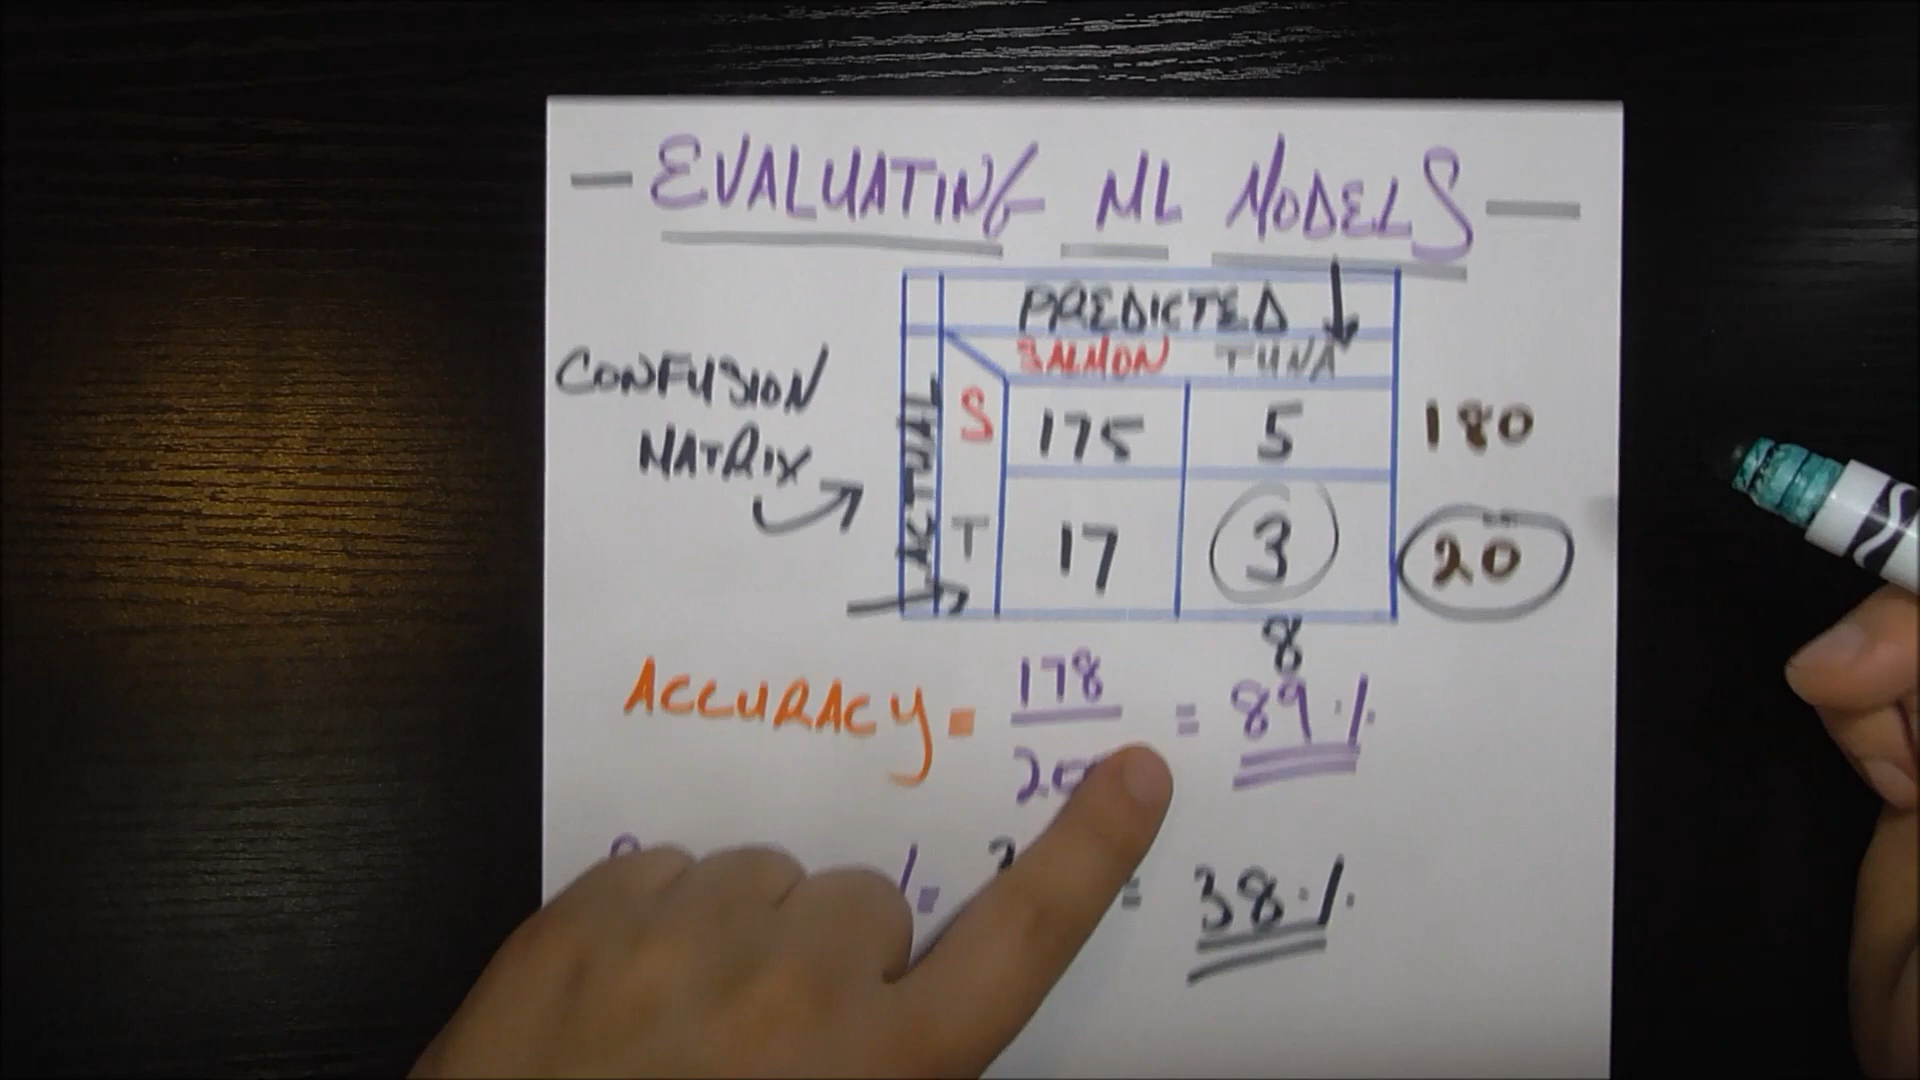 — EVALUATING ML MODELS —
PREDICTED
SALMON TUNA
CONFUSION
MATRIX
ACTUAL
S 175 5 180
T 17 3 20
8
ACCURACY = 178 = 89%
= 38%